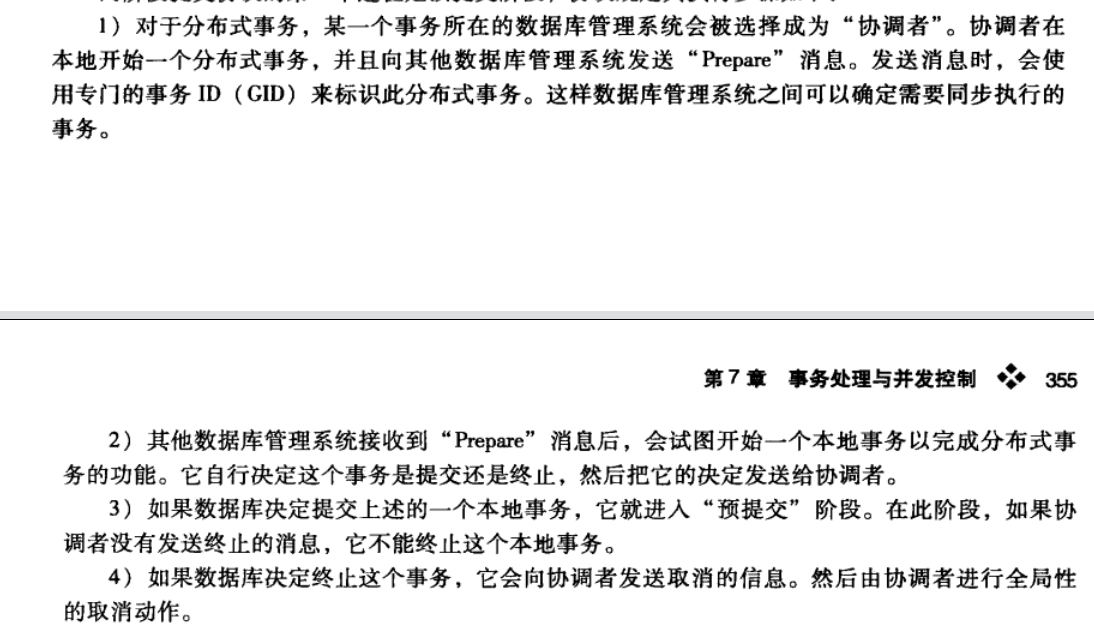 1）对于分布式事务，某一个事务所在的数据库管理系统会被选择成为“协调者”。协调者在
本地开始一个分布式事务，并且向其他数据库管理系统发送“Prepare”消息。发送消息时，会使
用专门的事务 ID（GID）来标识此分布式事务。这样数据库管理系统之间可以确定需要同步执行的
事务。
第 7 章　事务处理与并发控制 ❖ 355
2）其他数据库管理系统接收到“Prepare”消息后，会试图开始一个本地事务以完成分布式事
务的功能。它自行决定这个事务是提交还是终止，然后把它的决定发送给协调者。
3）如果数据库决定提交上述的一个本地事务，它就进入“预提交”阶段。在此阶段，如果协
调者没有发送终止的消息，它不能终止这个本地事务。
4）如果数据库决定终止这个事务，它会向协调者发送取消的信息。然后由协调者进行全局性
的取消动作。